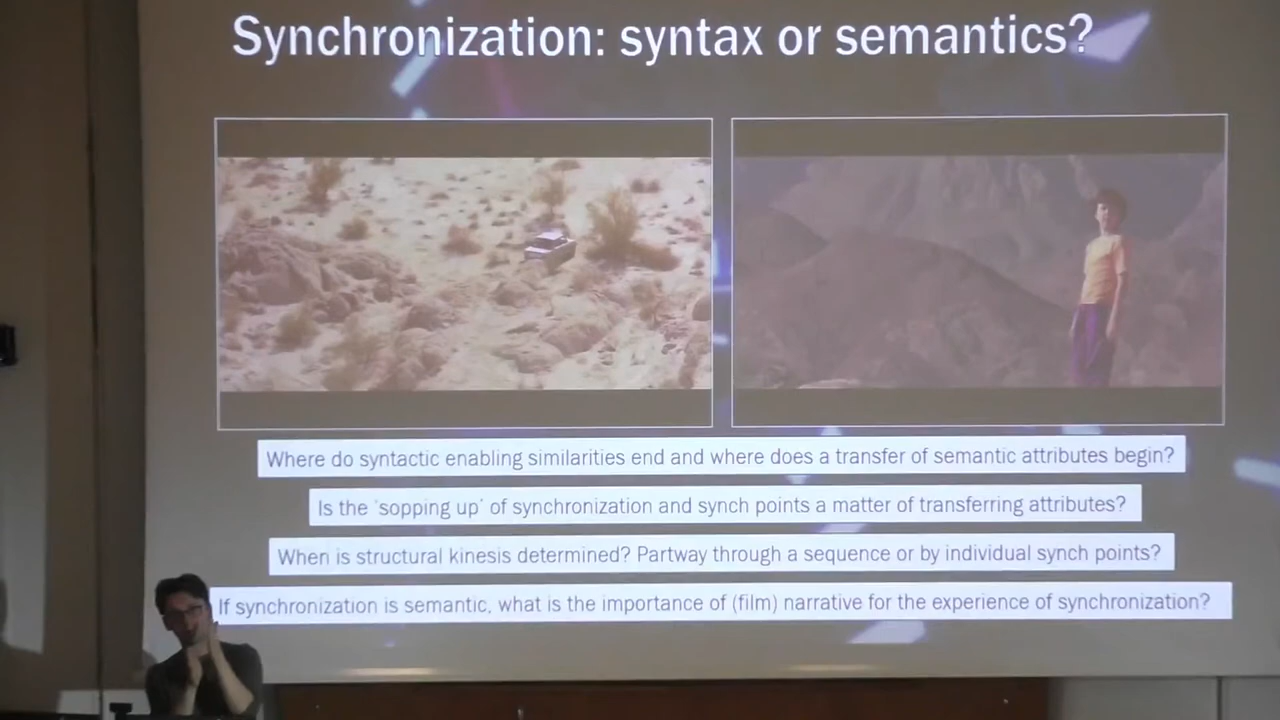 Synchronization: syntax or semantics?
Where do syntactic enabling similarities end and where does a transfer of semantic attributes begin?
Is the 'sopping up' of synchronization and synch points a matter of transferring attributes?
When is structural kinesis determined? Partway through a sequence or by individual synch points?
If synchronization is semantic, what is the importance of (film) narrative for the experience of synchronization?